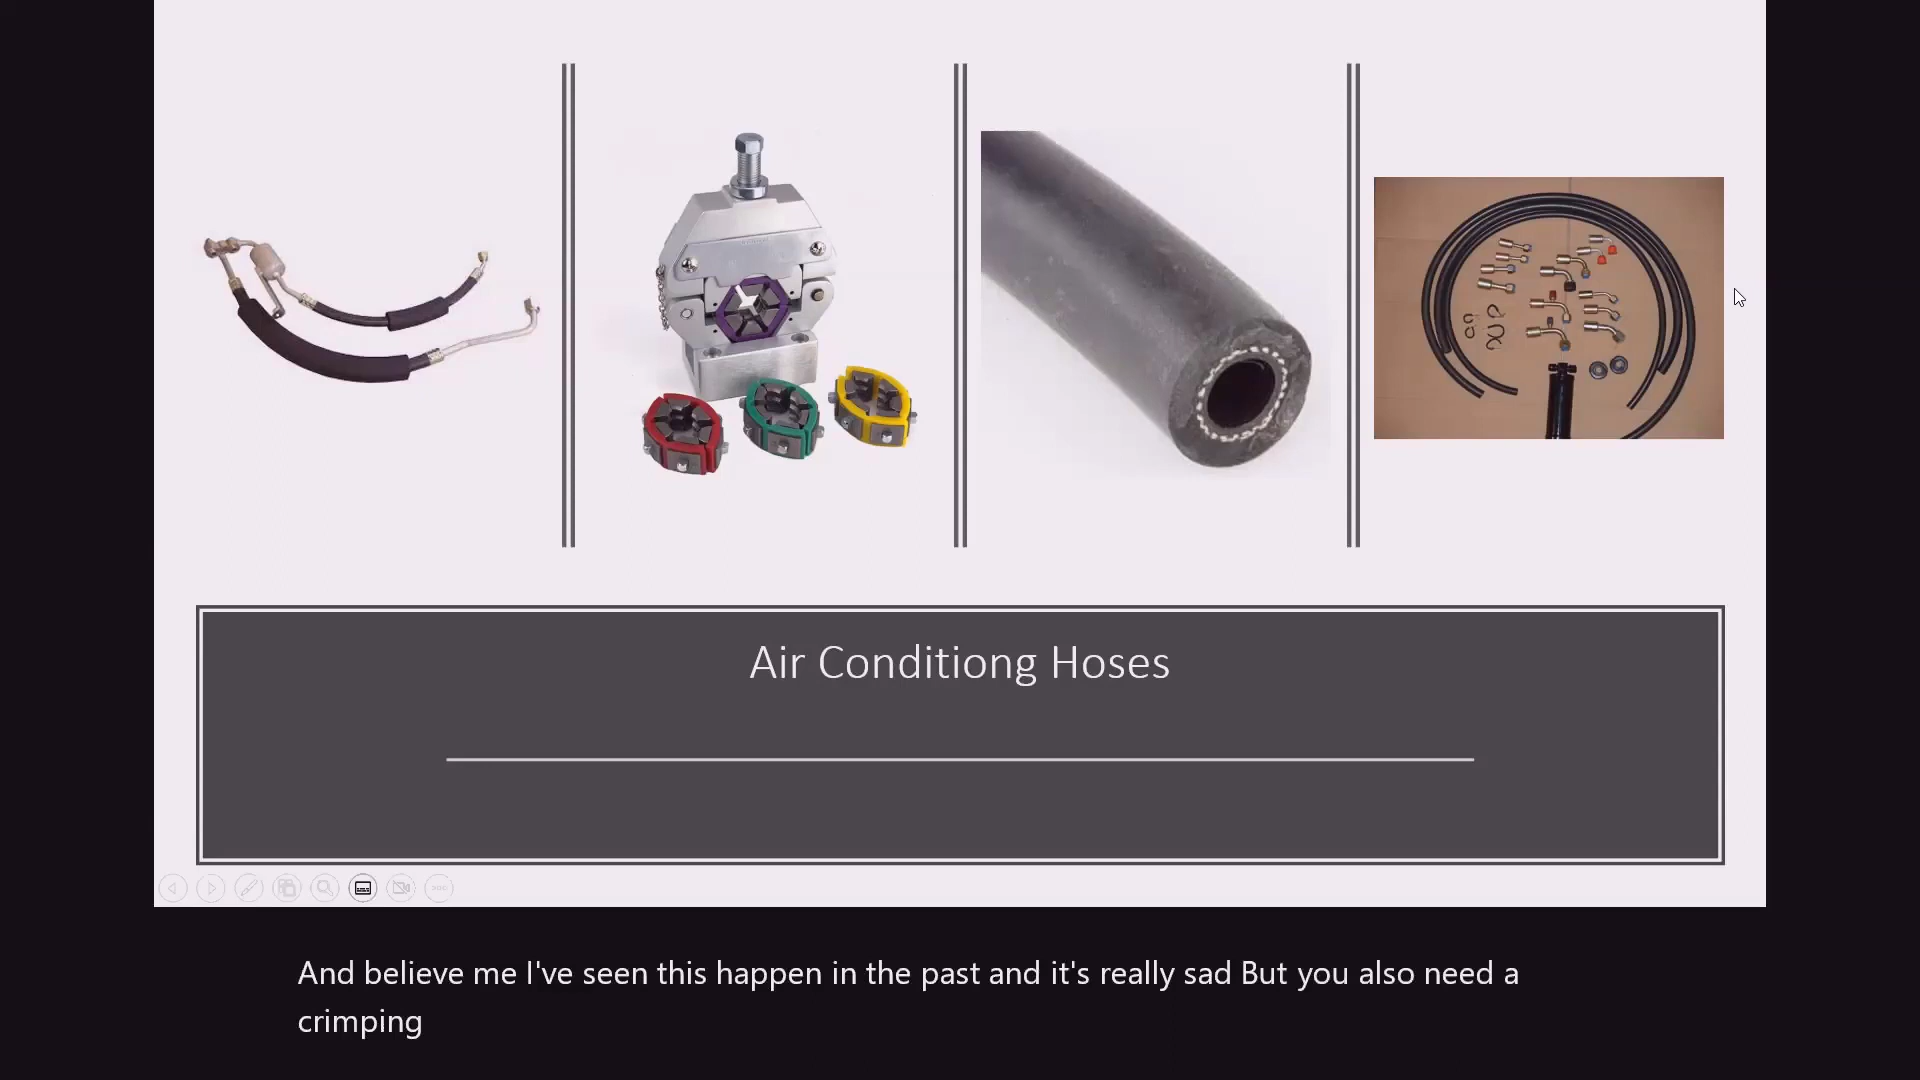 Air Conditiong Hoses
And believe me I've seen this happen in the past and it's really sad But you also need a
crimping